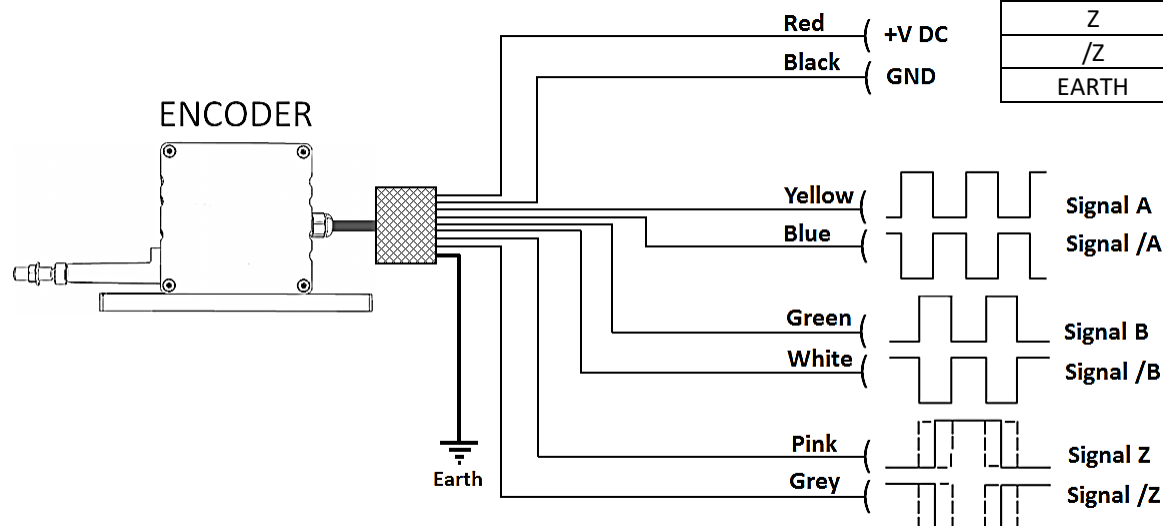 Red +V DC
Black GND
Z
/Z
EARTH
ENCODER
Yellow Signal A
Blue Signal /A
Green Signal B
White Signal /B
Pink Signal Z
Grey Signal /Z
Earth